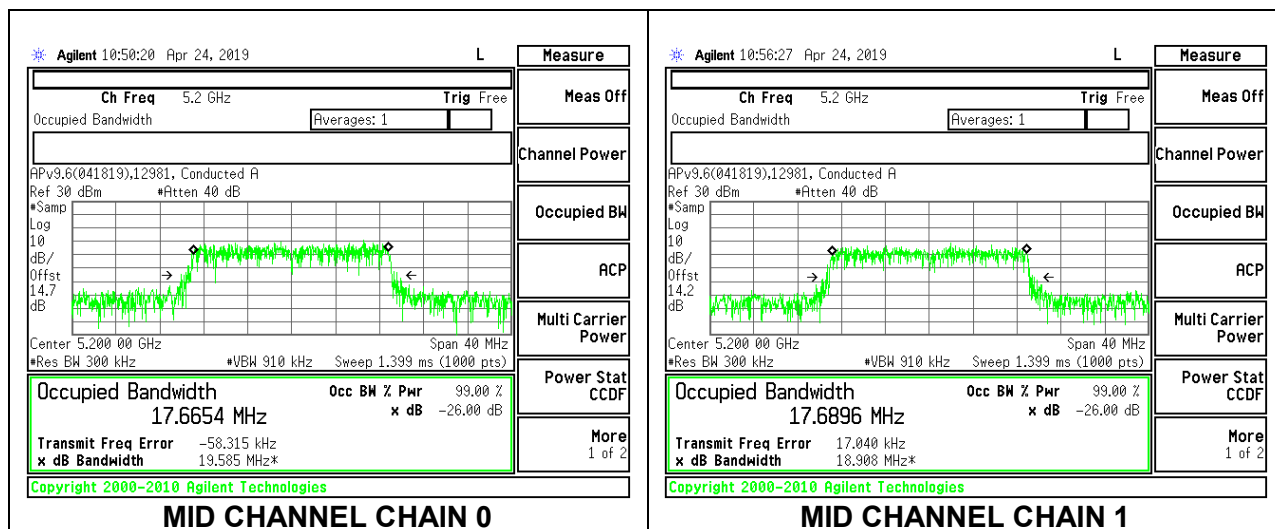 Agilent 10:50:20 Apr 24, 2019 L
Measure
Ch Freq 5.2 GHz Trig Free
Meas Off
Occupied Bandwidth Averages: 1
Channel Power
APv9.6(041819),12981, Conducted A
Ref 30 dBm #Atten 40 dB
#Samp
Log
10
dB/
Offst
14.7
dB
Occupied BW
ACP
Multi Carrier
Power
Center 5.200 00 GHz Span 40 MHz
#Res BW 300 kHz #VBW 910 kHz Sweep 1.399 ms (1000 pts)
Power Stat
CCDF
Occupied Bandwidth Occ BW % Pwr 99.00 %
17.6654 MHz x dB -26.00 dB
Transmit Freq Error -58.315 kHz
x dB Bandwidth 19.585 MHz*
More
1 of 2
Copyright 2000-2010 Agilent Technologies
MID CHANNEL CHAIN 0
Agilent 10:56:27 Apr 24, 2019 L
Measure
Ch Freq 5.2 GHz Trig Free
Meas Off
Occupied Bandwidth Averages: 1
Channel Power
APv9.6(041819),12981, Conducted A
Ref 30 dBm #Atten 40 dB
#Samp
Log
10
dB/
Offst
14.2
dB
Occupied BW
ACP
Multi Carrier
Power
Center 5.200 00 GHz Span 40 MHz
#Res BW 300 kHz #VBW 910 kHz Sweep 1.399 ms (1000 pts)
Power Stat
CCDF
Occupied Bandwidth Occ BW % Pwr 99.00 %
17.6896 MHz x dB -26.00 dB
Transmit Freq Error 17.040 kHz
x dB Bandwidth 18.908 MHz*
More
1 of 2
Copyright 2000-2010 Agilent Technologies
MID CHANNEL CHAIN 1